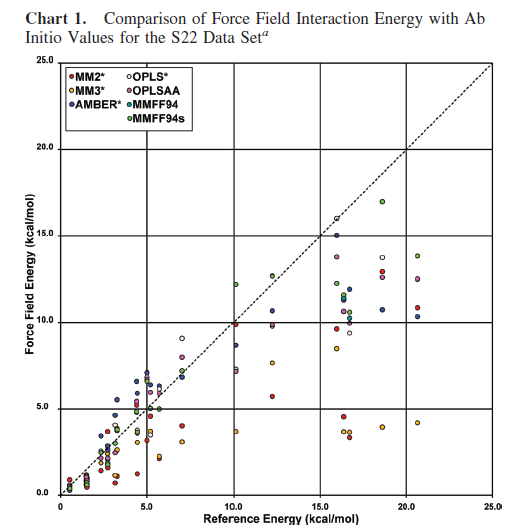 Chart 1. Comparison of Force Field Interaction Energy with Ab
Initio Values for the S22 Data Setᵃ
25.0
MM2* OPLS*
MM3* OPLSAA
AMBER* MMFF94
MMFF94s
20.0
15.0
Force Field Energy (kcal/mol)
10.0
5.0
0.0
0 5.0 10.0 15.0 20.0 25.0
Reference Energy (kcal/mol)